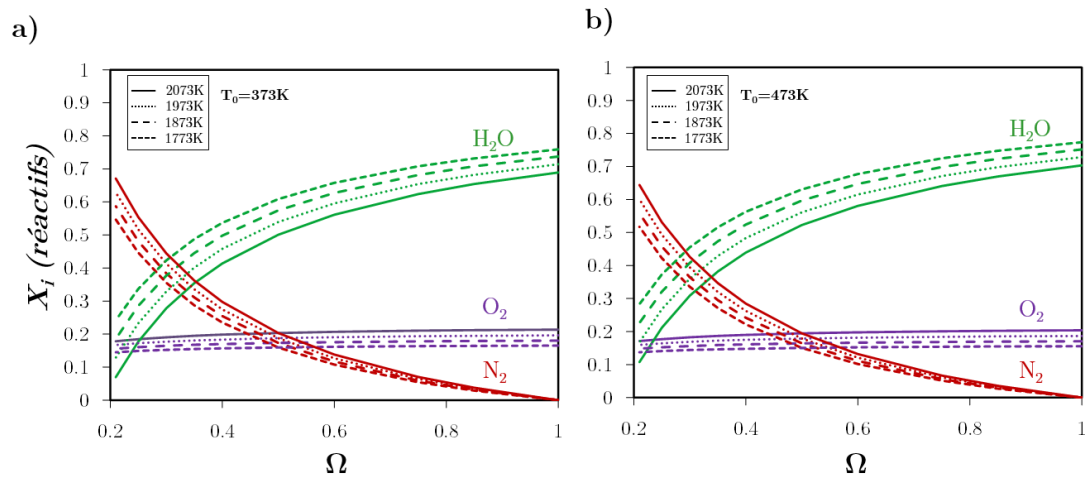 a)
X_i (réactifs)
1
0.9
0.8
0.7
0.6
0.5
0.4
0.3
0.2
0.1
0
2073K
1973K
1873K
1773K
T₀=373K
H₂O
O₂
N₂
0.2
0.4
0.6
0.8
1
Ω
b)
1
0.9
0.8
0.7
0.6
0.5
0.4
0.3
0.2
0.1
0
2073K
1973K
1873K
1773K
T₀=473K
H₂O
O₂
N₂
0.2
0.4
0.6
0.8
1
Ω